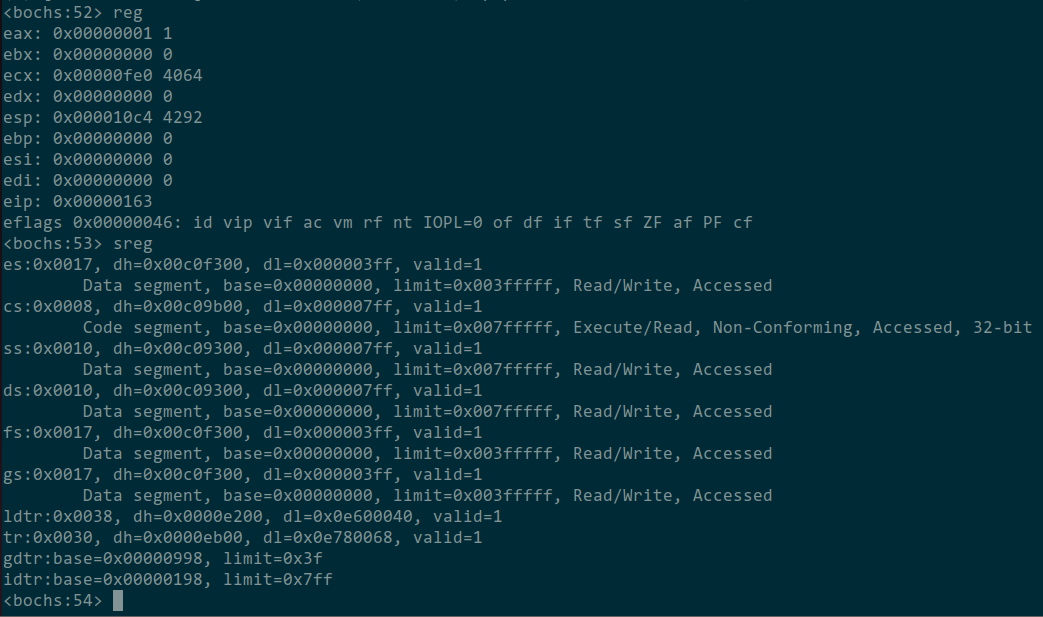 <bochs:52> reg
eax: 0x00000001 1
ebx: 0x00000000 0
ecx: 0x00000fe0 4064
edx: 0x00000000 0
esp: 0x000010c4 4292
ebp: 0x00000000 0
esi: 0x00000000 0
edi: 0x00000000 0
eip: 0x00000163
eflags 0x00000046: id vip vif ac vm rf nt IOPL=0 of df if tf sf ZF af PF cf
<bochs:53> sreg
es:0x0017, dh=0x00c0f300, dl=0x000003ff, valid=1
        Data segment, base=0x00000000, limit=0x003fffff, Read/Write, Accessed
cs:0x0008, dh=0x00c09b00, dl=0x000007ff, valid=1
        Code segment, base=0x00000000, limit=0x007fffff, Execute/Read, Non-Conforming, Accessed, 32-bit
ss:0x0010, dh=0x00c09300, dl=0x000007ff, valid=1
        Data segment, base=0x00000000, limit=0x007fffff, Read/Write, Accessed
ds:0x0010, dh=0x00c09300, dl=0x000007ff, valid=1
        Data segment, base=0x00000000, limit=0x007fffff, Read/Write, Accessed
fs:0x0017, dh=0x00c0f300, dl=0x000003ff, valid=1
        Data segment, base=0x00000000, limit=0x003fffff, Read/Write, Accessed
gs:0x0017, dh=0x00c0f300, dl=0x000003ff, valid=1
        Data segment, base=0x00000000, limit=0x003fffff, Read/Write, Accessed
ldtr:0x0038, dh=0x0000e200, dl=0x0e600040, valid=1
tr:0x0030, dh=0x0000eb00, dl=0x0e780068, valid=1
gdtr:base=0x00000998, limit=0x3f
idtr:base=0x00000198, limit=0x7ff
<bochs:54>